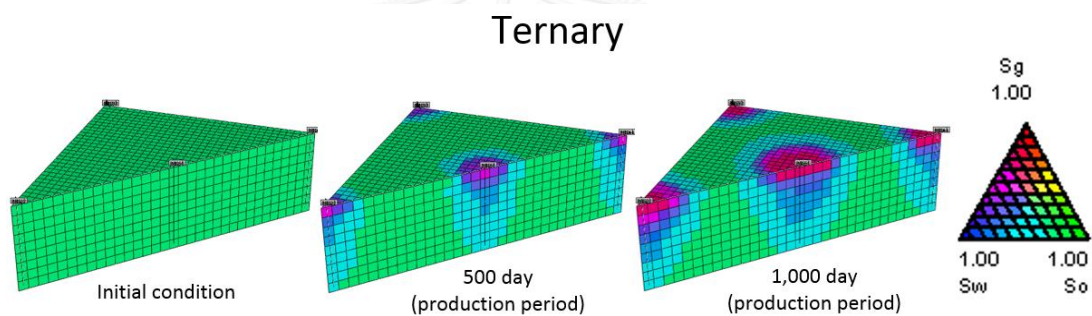 Ternary
Initial condition
500 day
(production period)
1,000 day
(production period)
Sg
1.00
1.00 1.00
Sw So